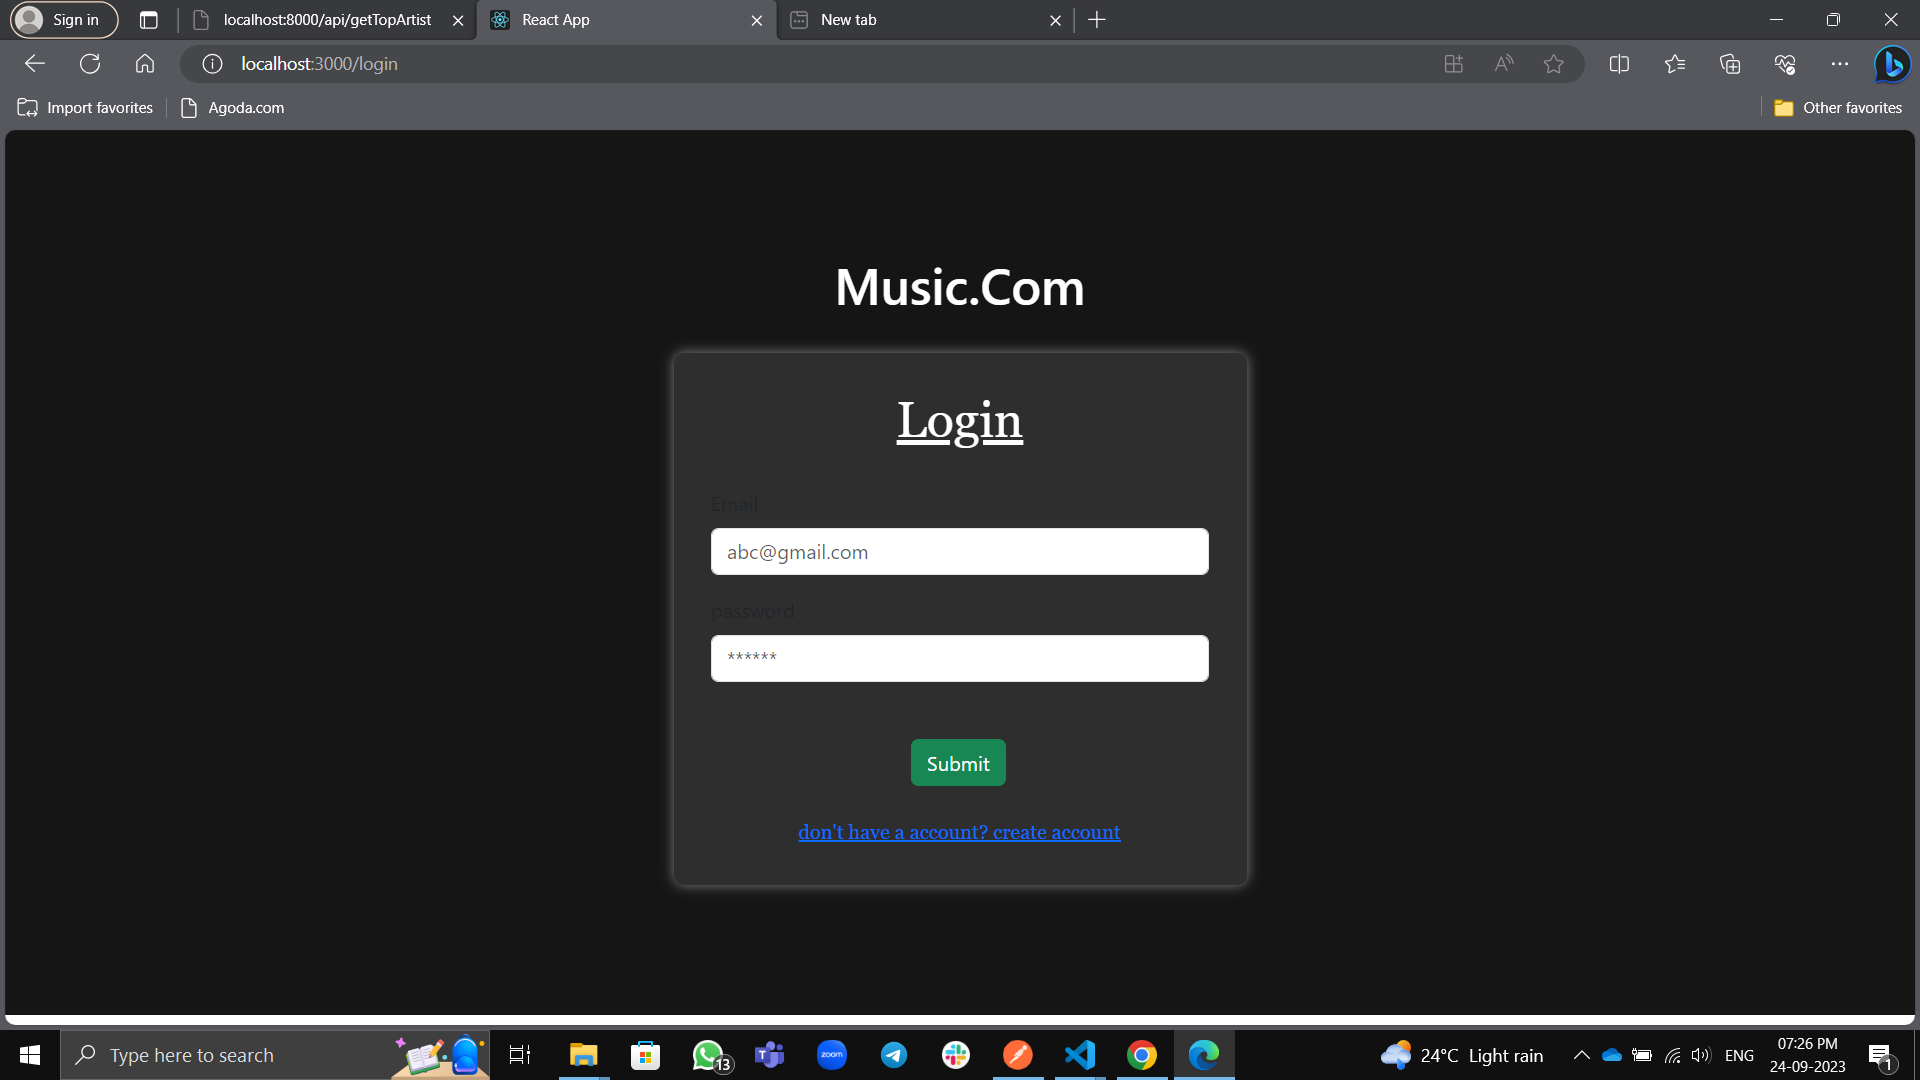 Sign in
localhost:8000/api/getTopArtist
React App
New tab
localhost:3000/login
Import favorites
Agoda.com
Other favorites
Music.Com
Login
Email
abc@gmail.com
password
******
Submit
don't have a account? create account
Type here to search
13
zoom
24°C Light rain
ENG
07:26 PM
24-09-2023
1